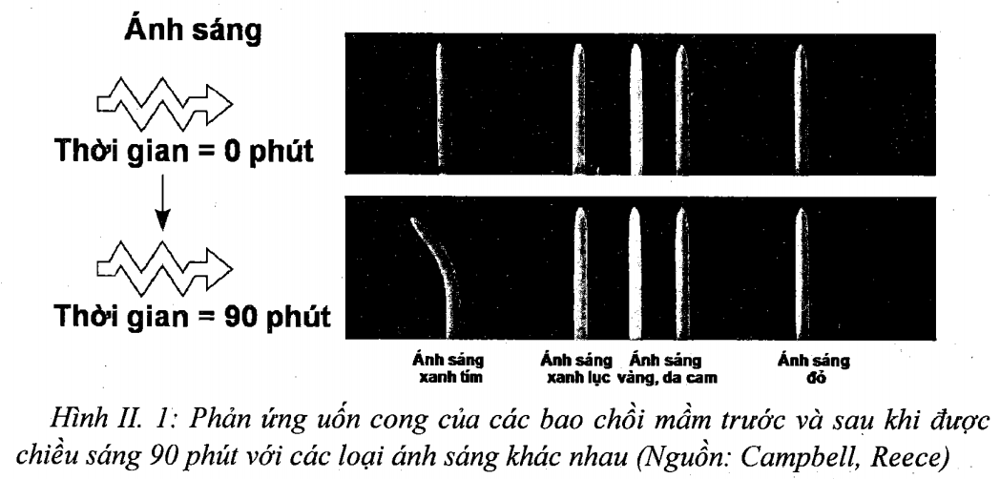 Ánh sáng
Thời gian = 0 phút
Thời gian = 90 phút
Ánh sáng xanh tím
Ánh sáng xanh lục
Ánh sáng vàng, da cam
Ánh sáng đỏ
Hình II. 1: Phản ứng uốn cong của các bao chồi mầm trước và sau khi được
chiều sáng 90 phút với các loại ánh sáng khác nhau (Nguồn: Campbell, Reece)